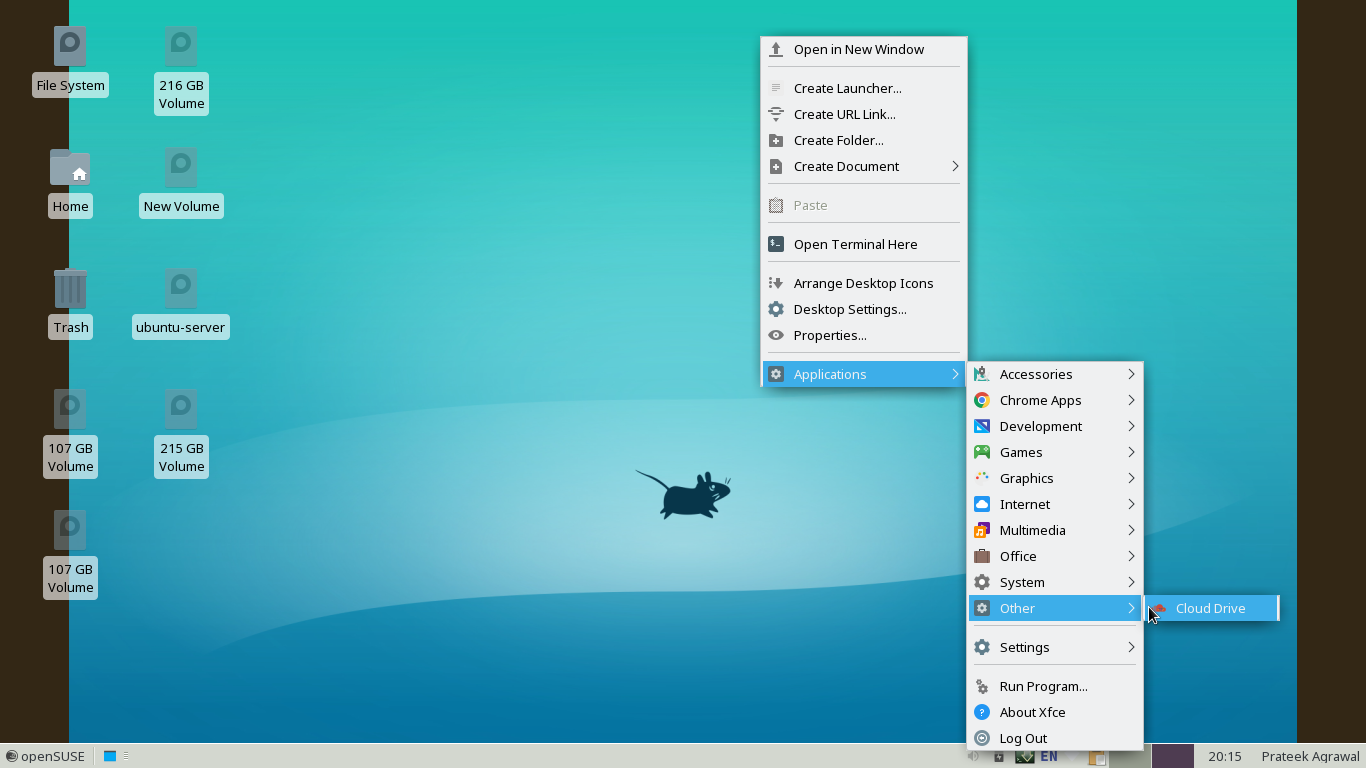 File System
216 GB
Volume
Home
New Volume
Trash
ubuntu-server
107 GB
Volume
215 GB
Volume
107 GB
Volume
Open in New Window
Create Launcher...
Create URL Link...
Create Folder...
Create Document
Paste
Open Terminal Here
Arrange Desktop Icons
Desktop Settings...
Properties...
Applications
Accessories
Chrome Apps
Development
Games
Graphics
Internet
Multimedia
Office
System
Other
Cloud Drive
Settings
Run Program...
About Xfce
Log Out
openSUSE
EN
20:15
Prateek Agrawal